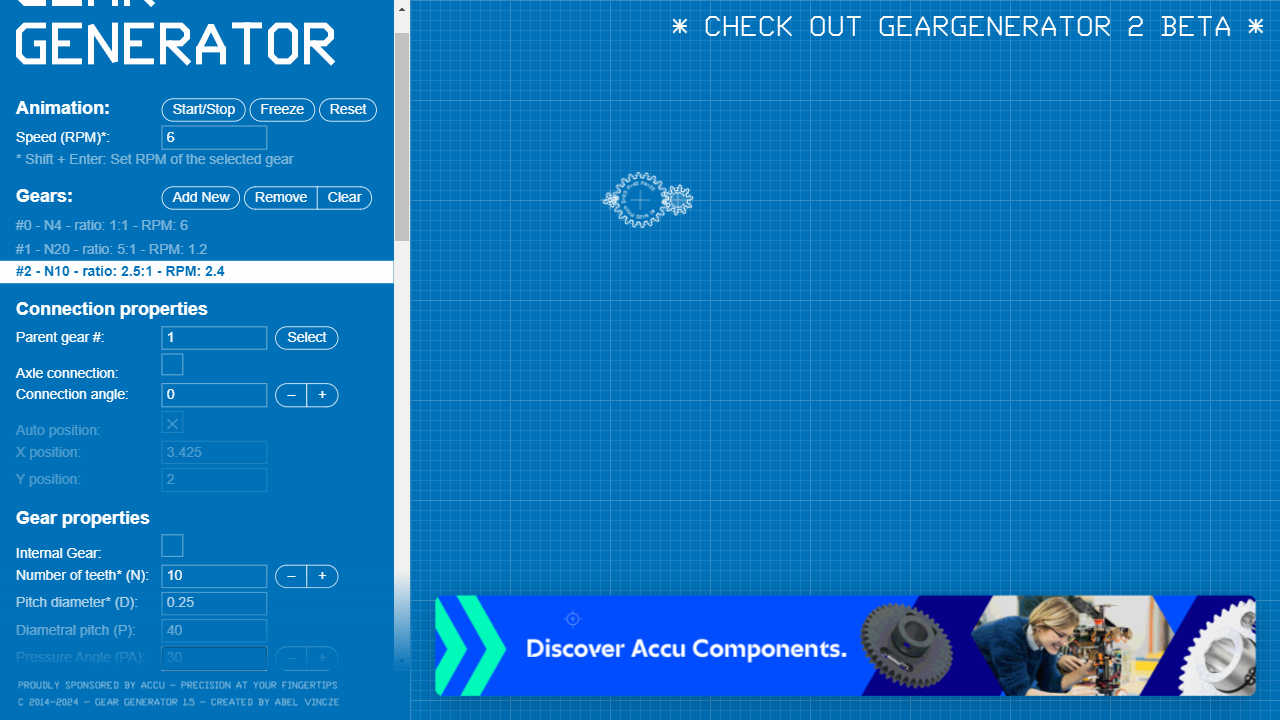 GENERATOR
* CHECK OUT GEARGENERATOR 2 BETA *
Animation: Start/Stop Freeze Reset
Speed (RPM)*: 6
* Shift + Enter: Set RPM of the selected gear
Gears: Add New Remove Clear
#0 - N4 - ratio: 1:1 - RPM: 6
#1 - N20 - ratio: 5:1 - RPM: 1.2
#2 - N10 - ratio: 2.5:1 - RPM: 2.4
Connection properties
Parent gear #: 1 Select
Axle connection:
Connection angle: 0 – +
Auto position:
X position: 3.425
Y position: 2
Gear properties
Internal Gear:
Number of teeth* (N): 10 – +
Pitch diameter* (D): 0.25
Diametral pitch (P): 40
Pressure Angle (PA): 30 – +
PROUDLY SPONSORED BY ACCU - PRECISION AT YOUR FINGERTIPS
C 2014-2024 - GEAR GENERATOR 1.5 - CREATED BY ABEL VINCZE
Discover Accu Components.